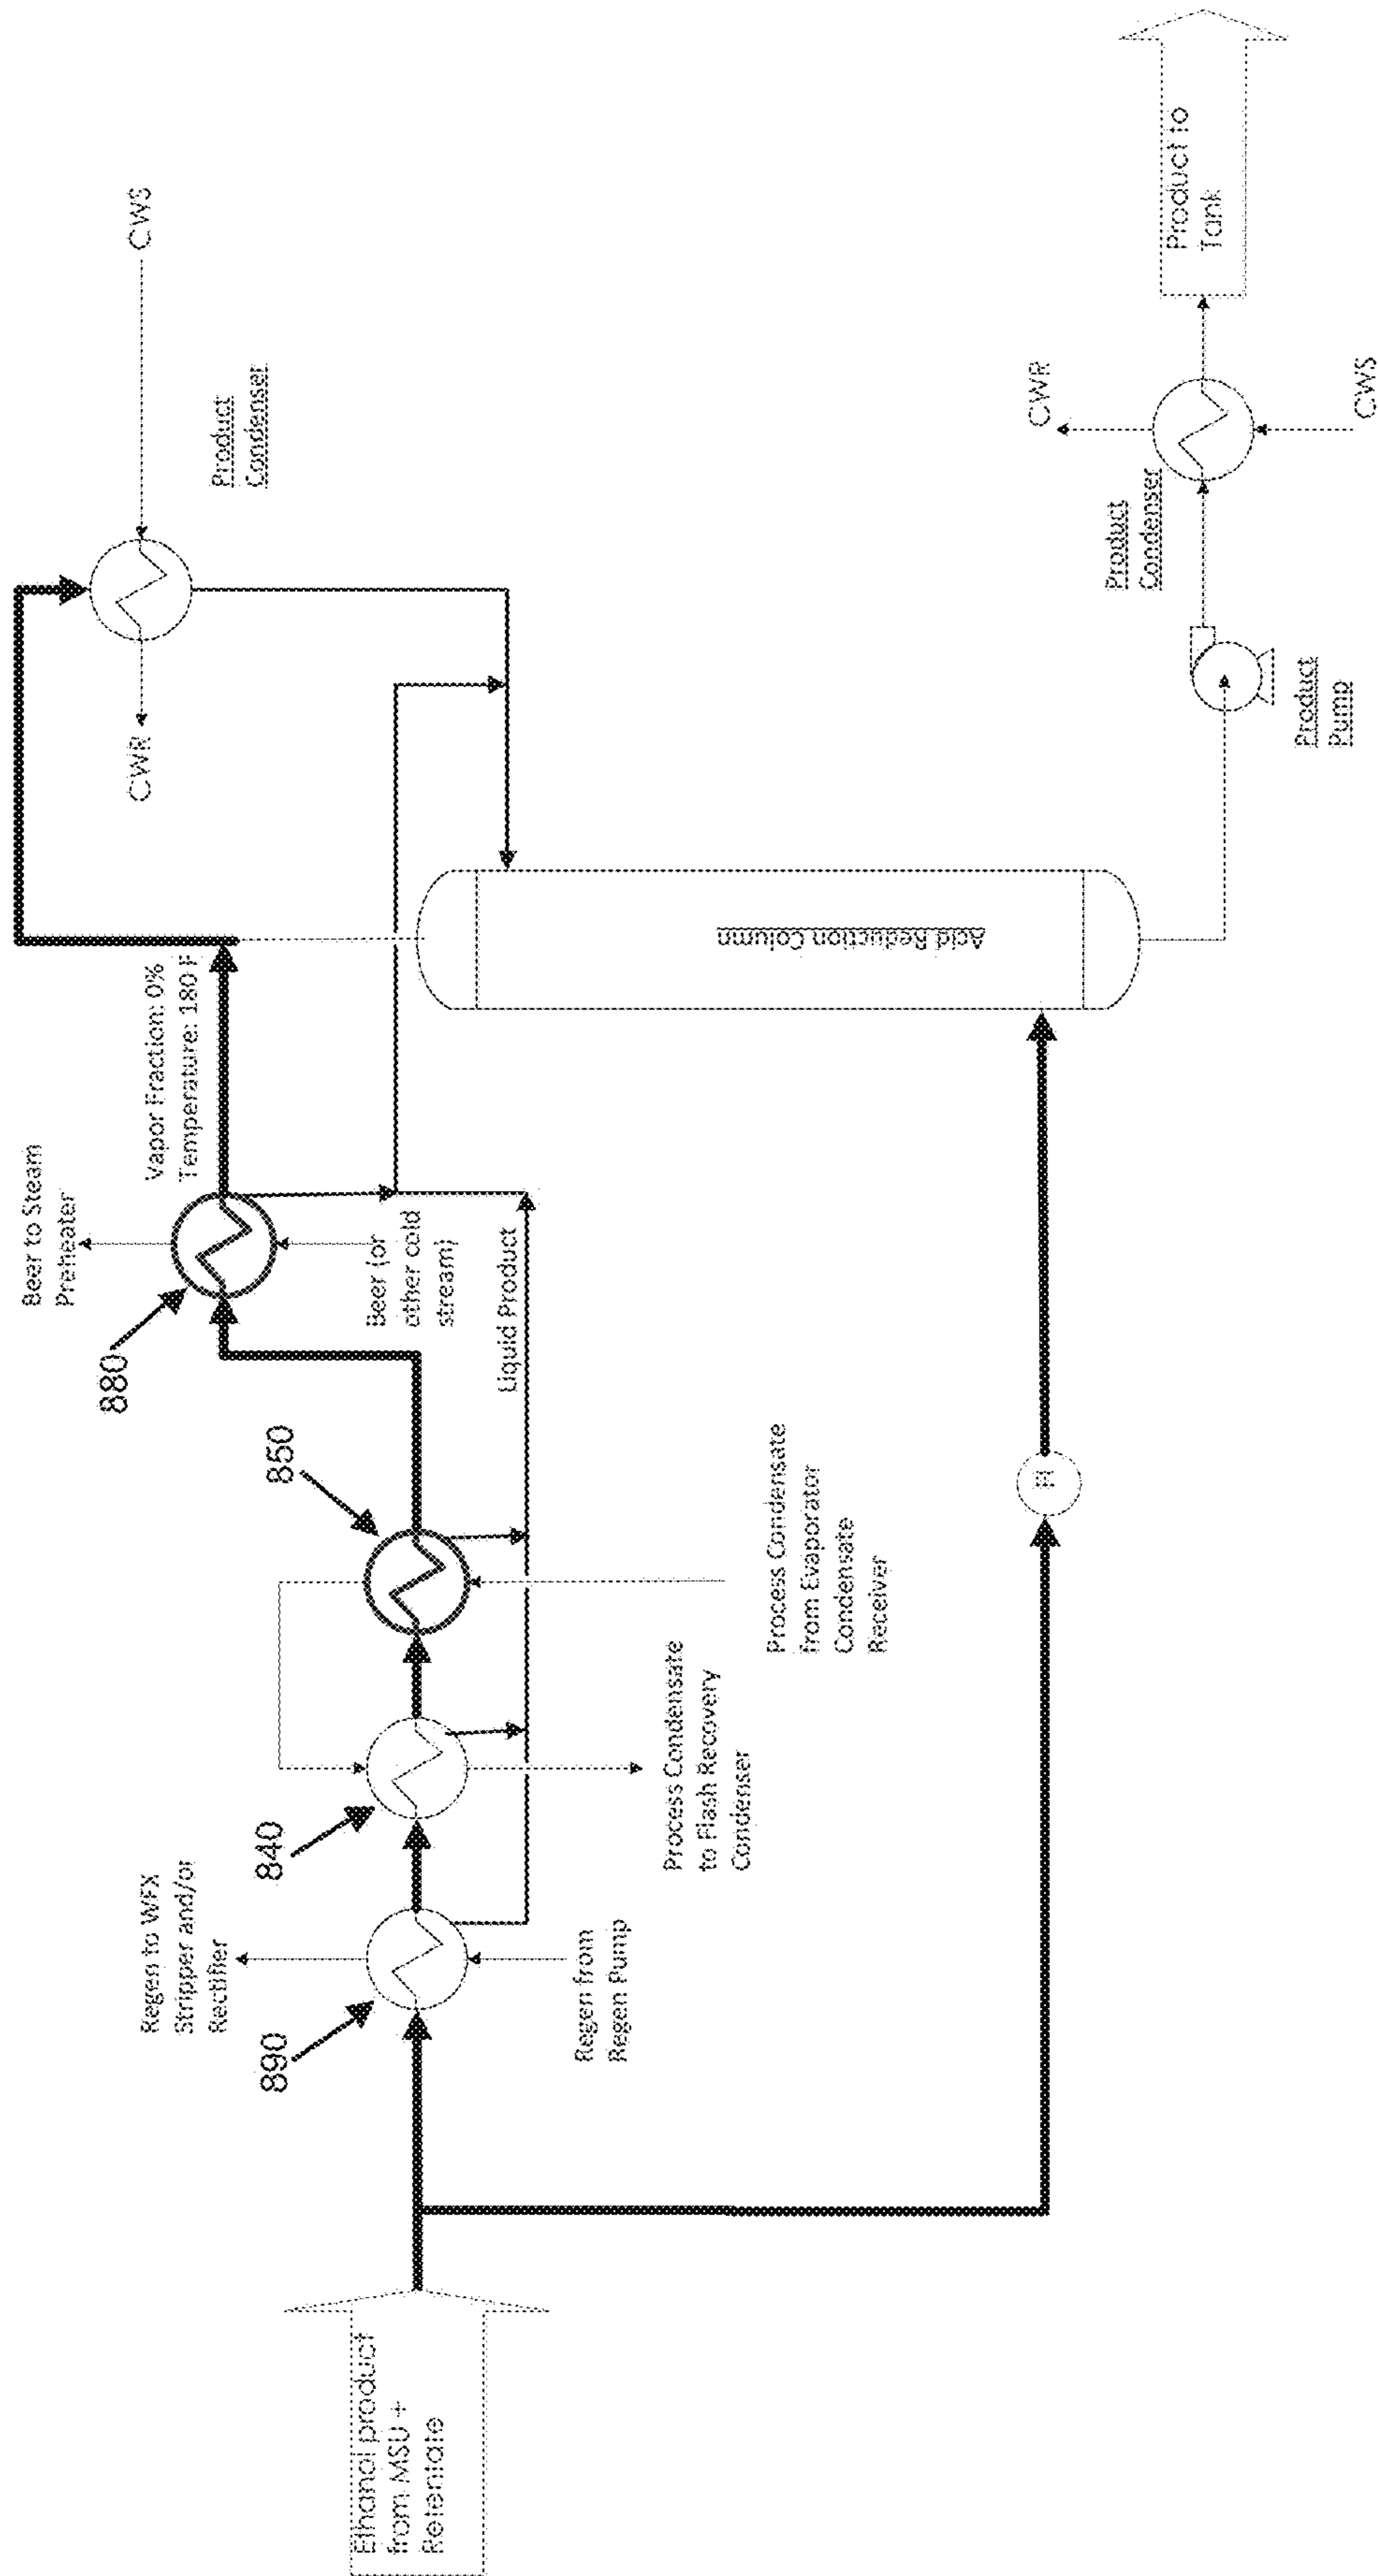 Ethanol product
from MSU +
Retentate
890
Regen to WFX
Stripper and/or
Rectifier
Regen from
Regen Pump
840
Process Condensate
to Flash Recovery
Condenser
850
Process Condensate
from Evaporator
Condensate
Receiver
880
Beer to Steam
Preheater
Beer (or
other cold
stream)
Liquid Product
Vapor Fraction: 0%
Temperature: 180 F
Acid Reduction Column
CWR
CWS
Product
Condenser
Product
Pump
Product
Condenser
CWR
CWS
Product to
Tank